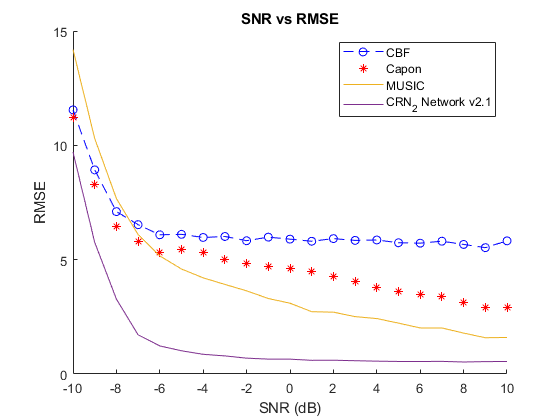 SNR vs RMSE
15
CBF
Capon
MUSIC
CRN2 Network v2.1
10
RMSE
5
0
-10 -8 -6 -4 -2 0 2 4 6 8 10
SNR (dB)